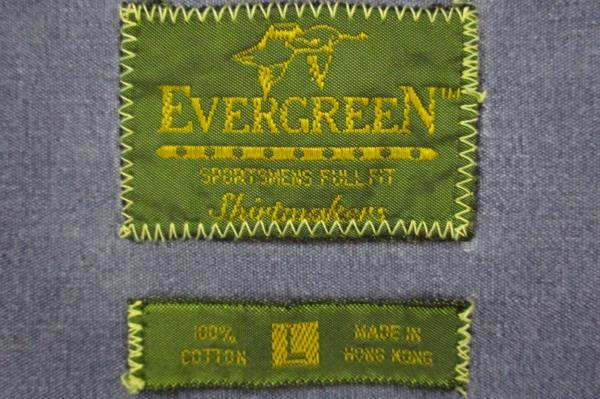 EVERGREEN™
SPORTSMENS FULL FIT
Shirtmakers
100%
COTTON
L
MADE IN
HONG KONG